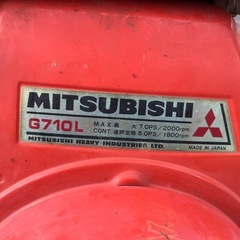 MITSUBISHI
G710L
MAX.最大 7.0PS/2000rpm
CONT.連続定格 5.0PS/1800rpm
MITSUBISHI HEAVY INDUSTRIES, LTD.
MADE IN JAPAN